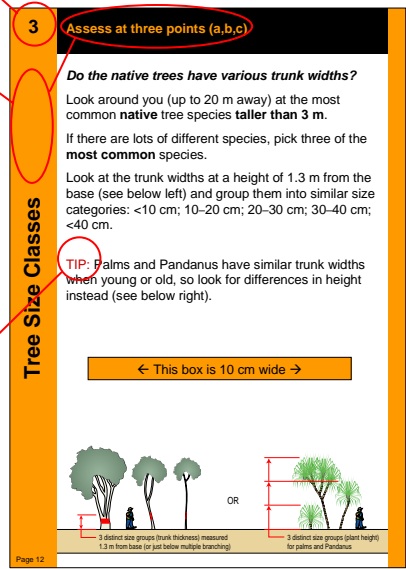 3
Assess at three points (a,b,c)
Tree Size Classes
Do the native trees have various trunk widths?
Look around you (up to 20 m away) at the most
common native tree species taller than 3 m.
If there are lots of different species, pick three of the
most common species.
Look at the trunk widths at a height of 1.3 m from the
base (see below left) and group them into similar size
categories: <10 cm; 10–20 cm; 20–30 cm; 30–40 cm;
<40 cm.
TIP: Palms and Pandanus have similar trunk widths
when young or old, so look for differences in height
instead (see below right).
← This box is 10 cm wide →
OR
3 distinct size groups (trunk thickness) measured
1.3 m from base (or just below multiple branching)
3 distinct size groups (plant height)
for palms and Pandanus
Page 12